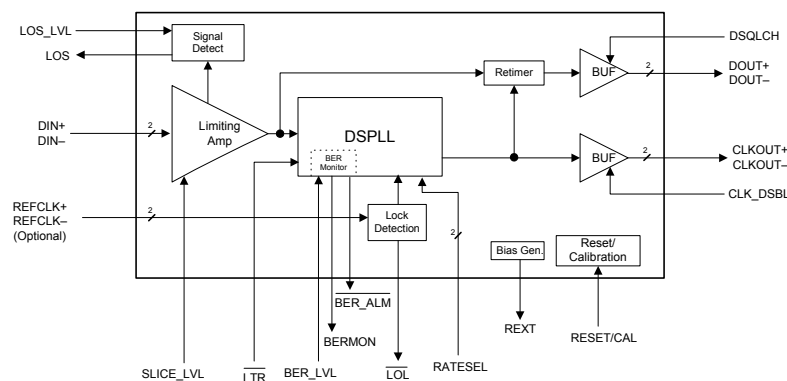 LOS_LVL
LOS
Signal
Detect
DSQLCH
Retimer
BUF
2
DOUT+
DOUT–
DIN+
DIN–
2
Limiting
Amp
DSPLL
BER
Monitor
BUF
2
CLKOUT+
CLKOUT–
CLK_DSBL
REFCLK+
REFCLK–
(Optional)
2
Lock
Detection
2
Bias Gen.
Reset/
Calibration
BER_ALM
BERMON
REXT
RESET/CAL
SLICE_LVL
LTR
BER_LVL
LOL
RATESEL